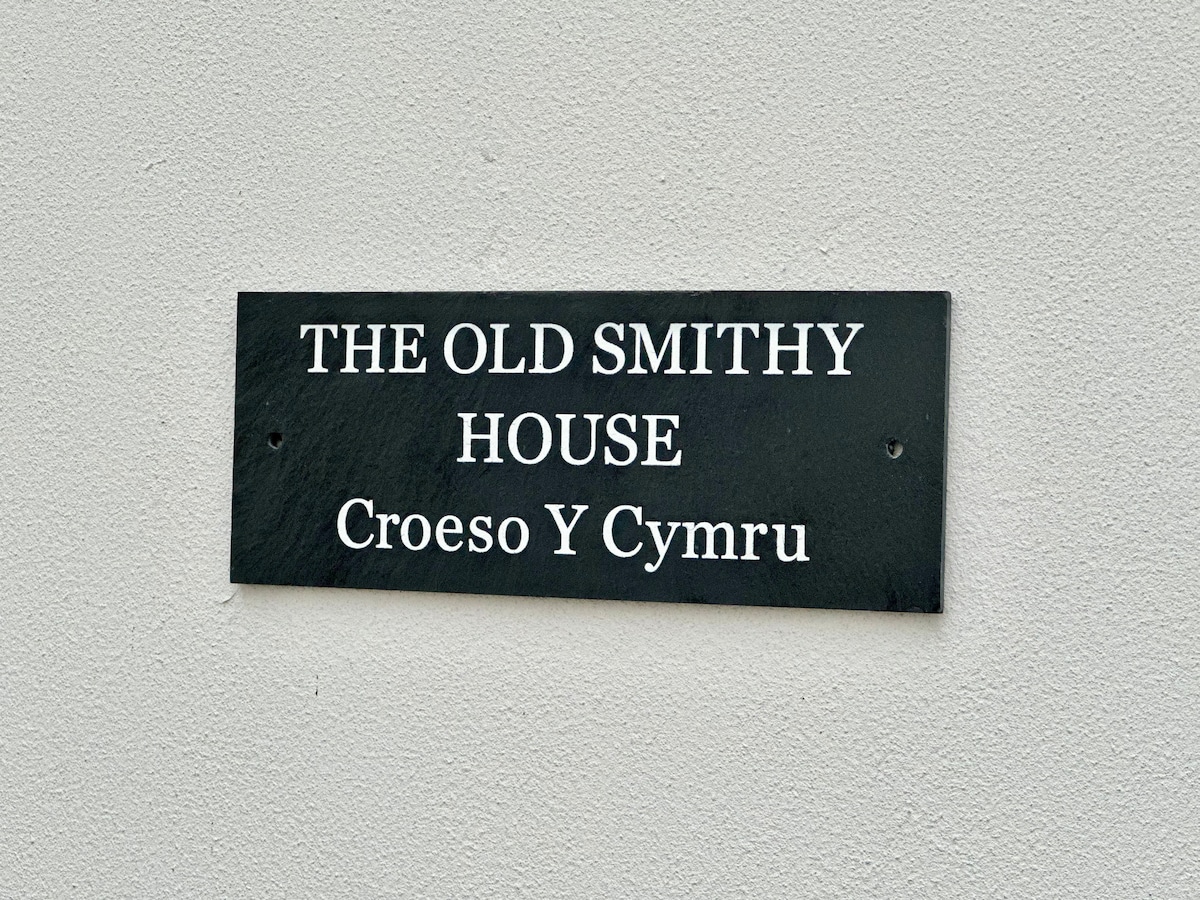 THE OLD SMITHY
HOUSE
Croeso Y Cymru